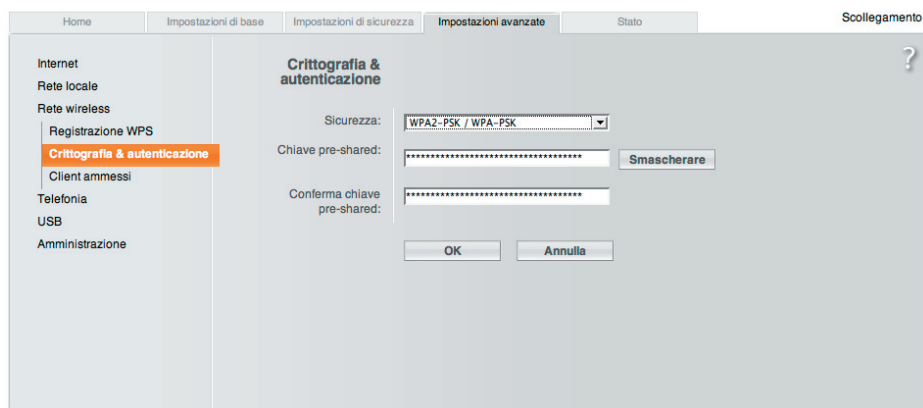 Home Impostazioni di base Impostazioni di sicurezza Impostazioni avanzate Stato Scollegamento
?
Internet
Rete locale
Rete wireless
Registrazione WPS
Crittografia & autenticazione
Client ammessi
Telefonia
USB
Amministrazione
Crittografia &
autenticazione
Sicurezza: WPA2-PSK / WPA-PSK
Chiave pre-shared: *********************************** Smascherare
Conferma chiave
pre-shared: ***********************************
OK Annulla